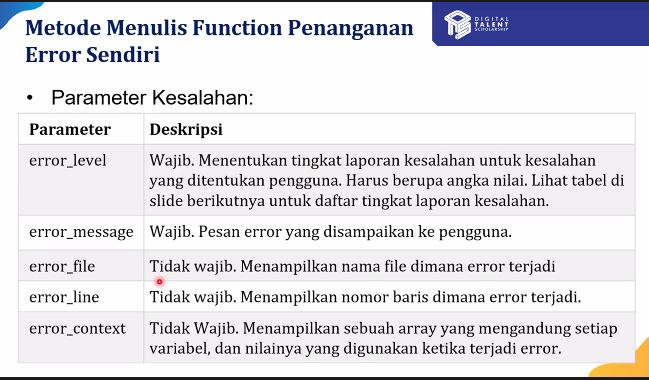 Metode Menulis Function Penanganan
Error Sendiri
DIGITAL
TALENT
SCHOLARSHIP
• Parameter Kesalahan:
Parameter Deskripsi
error_level Wajib. Menentukan tingkat laporan kesalahan untuk kesalahan
yang ditentukan pengguna. Harus berupa angka nilai. Lihat tabel di
slide berikutnya untuk daftar tingkat laporan kesalahan.
error_message Wajib. Pesan error yang disampaikan ke pengguna.
error_file Tidak wajib. Menampilkan nama file dimana error terjadi
error_line Tidak wajib. Menampilkan nomor baris dimana error terjadi.
error_context Tidak Wajib. Menampilkan sebuah array yang mengandung setiap
variabel, dan nilainya yang digunakan ketika terjadi error.